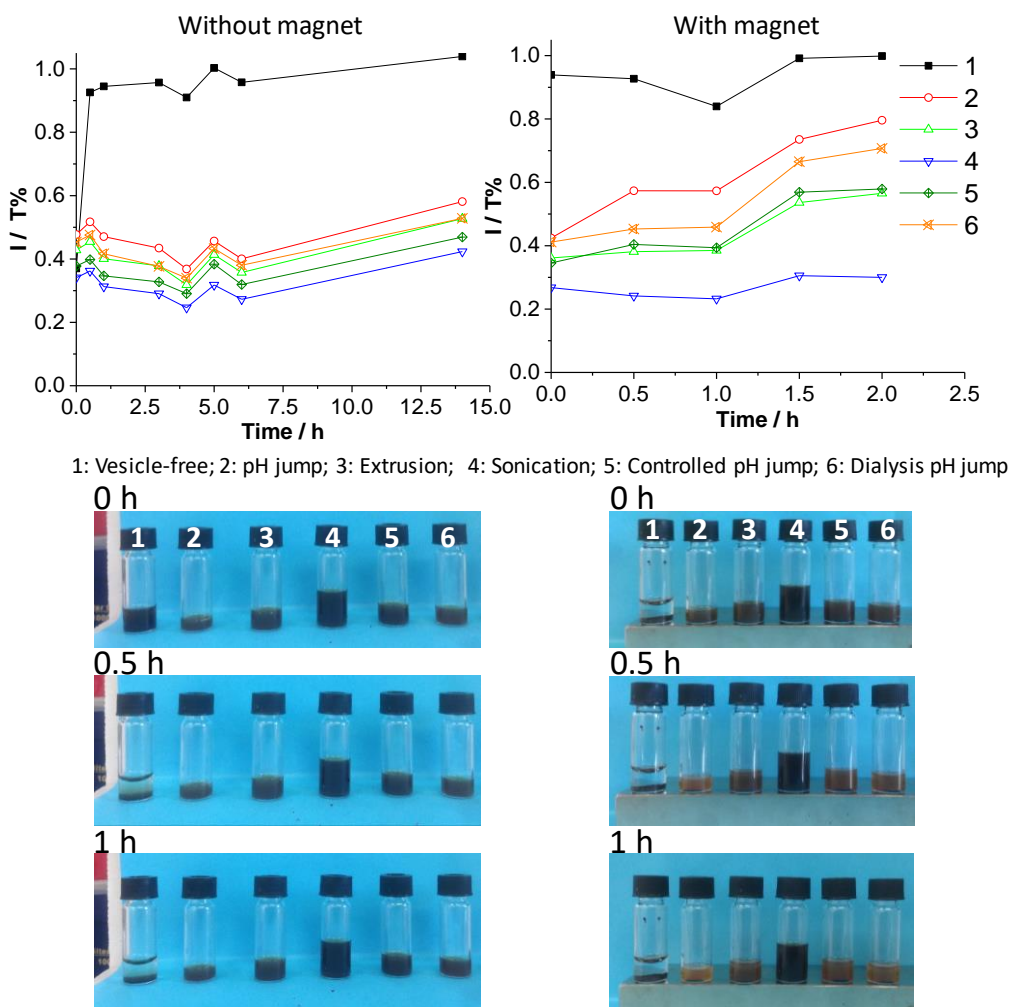 Without magnet
With magnet
I / T%
1.0
0.8
0.6
0.4
0.2
0.0
0.0 2.5 5.0 7.5 10.0 12.5 15.0
Time / h
I / T%
1.0
0.8
0.6
0.4
0.2
0.0
0.0 0.5 1.0 1.5 2.0 2.5
Time / h
1
2
3
4
5
6
1: Vesicle-free; 2: pH jump; 3: Extrusion; 4: Sonication; 5: Controlled pH jump; 6: Dialysis pH jump
0 h
1 2 3 4 5 6
0.5 h
1 h
0 h
1 2 3 4 5 6
0.5 h
1 h